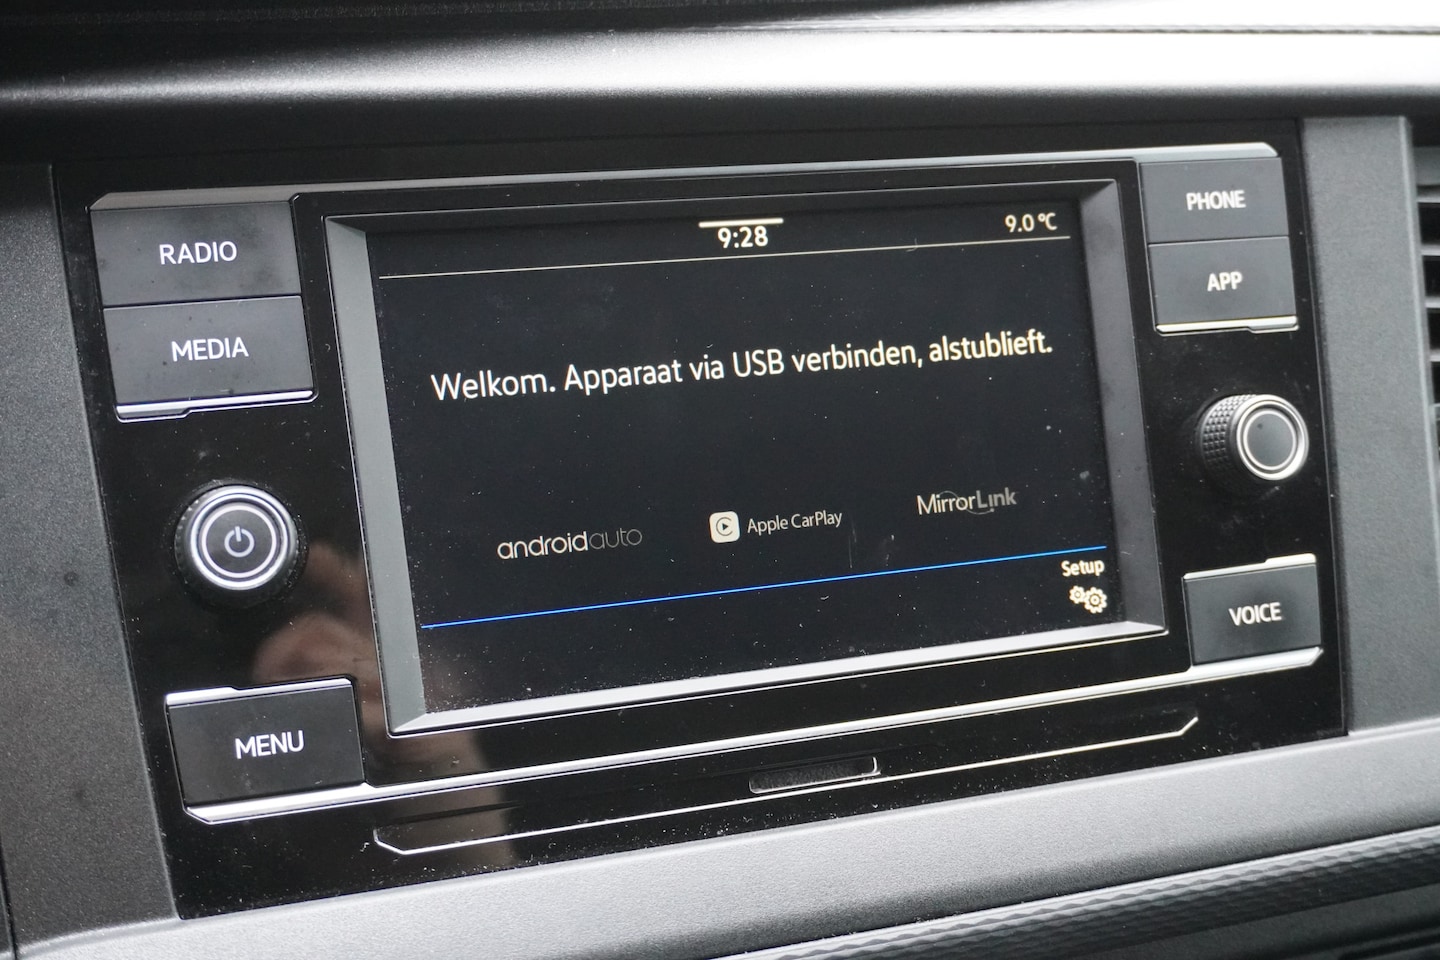 RADIO
MEDIA
MENU
9:28
9.0 °C
Welkom. Apparaat via USB verbinden, alstublieft.
androidauto
Apple CarPlay
MirrorLink
Setup
PHONE
APP
VOICE